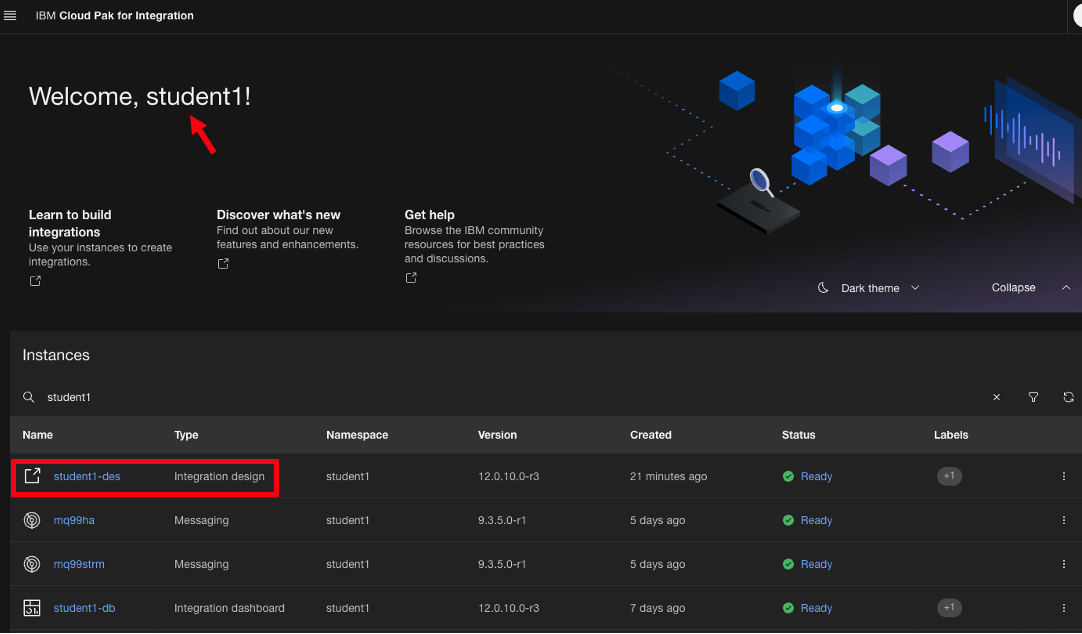 IBM Cloud Pak for Integration
Welcome, student1!
Learn to build
integrations
Use your instances to create
integrations.
Discover what's new
Find out about our new
features and enhancements.
Get help
Browse the IBM community
resources for best practices
and discussions.
Dark theme
Collapse
Instances
student1
Name Type Namespace Version Created Status Labels
student1-des Integration design student1 12.0.10.0-r3 21 minutes ago Ready +1
mq99ha Messaging student1 9.3.5.0-r1 5 days ago Ready
mq99strm Messaging student1 9.3.5.0-r1 5 days ago Ready
student1-db Integration dashboard student1 12.0.10.0-r3 7 days ago Ready +1